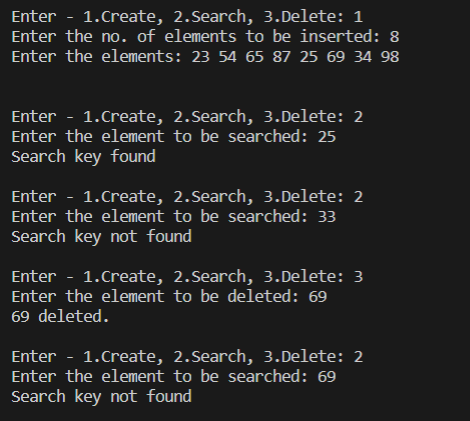 Enter - 1.Create, 2.Search, 3.Delete: 1
Enter the no. of elements to be inserted: 8
Enter the elements: 23 54 65 87 25 69 34 98
Enter - 1.Create, 2.Search, 3.Delete: 2
Enter the element to be searched: 25
Search key found
Enter - 1.Create, 2.Search, 3.Delete: 2
Enter the element to be searched: 33
Search key not found
Enter - 1.Create, 2.Search, 3.Delete: 3
Enter the element to be deleted: 69
69 deleted.
Enter - 1.Create, 2.Search, 3.Delete: 2
Enter the element to be searched: 69
Search key not found